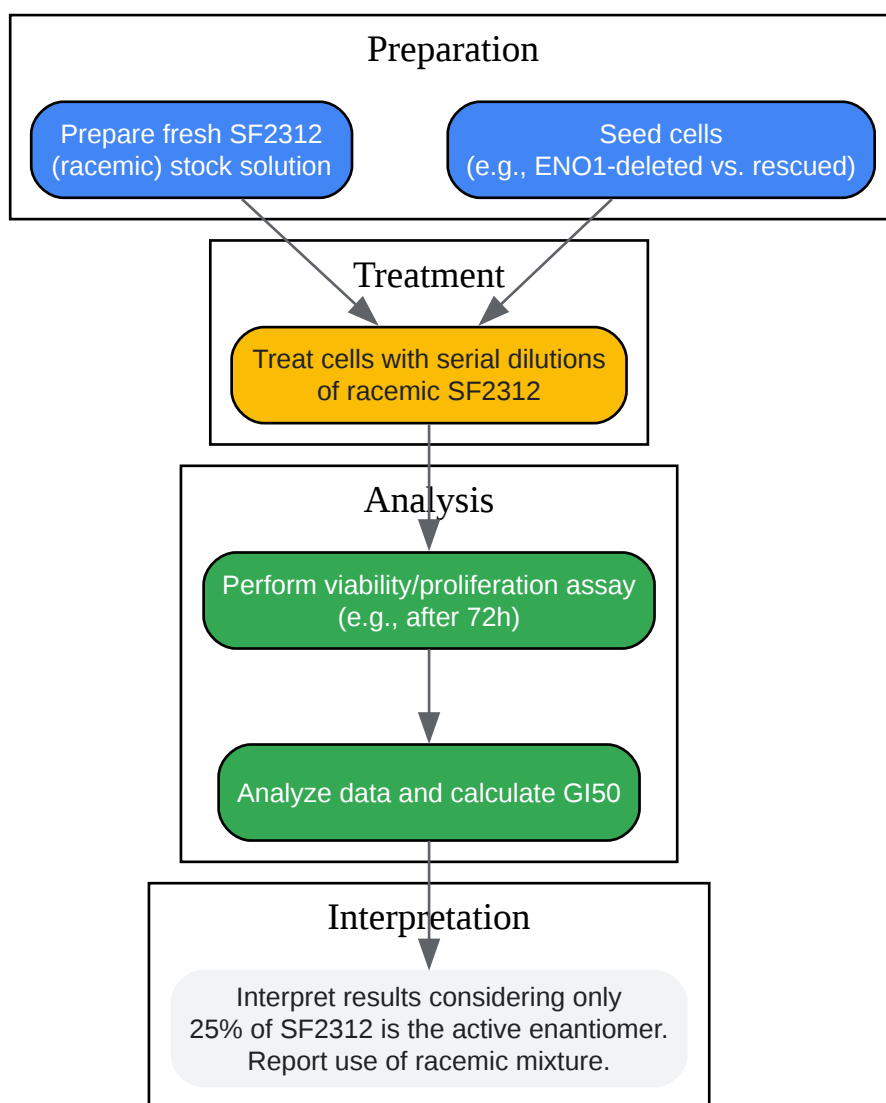 Preparation
Prepare fresh SF2312
(racemic) stock solution
Seed cells
(e.g., ENO1-deleted vs. rescued)
Treatment
Treat cells with serial dilutions
of racemic SF2312
Analysis
Perform viability/proliferation assay
(e.g., after 72h)
Analyze data and calculate GI50
Interpretation
Interpret results considering only
25% of SF2312 is the active enantiomer.
Report use of racemic mixture.